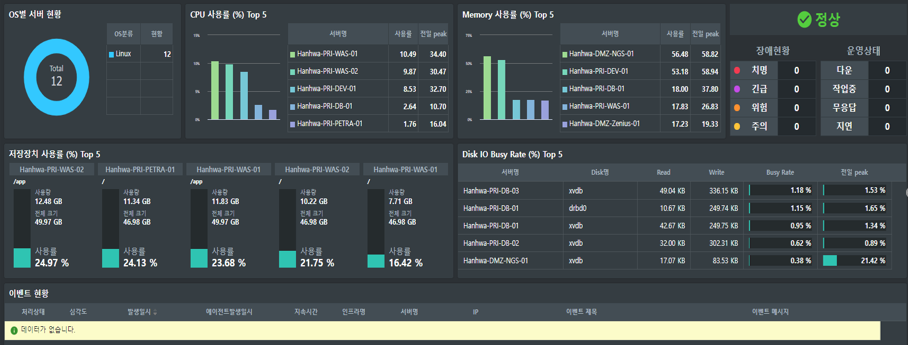 OS별 서버 현황
Total
12
OS분류 현황
Linux 12
CPU 사용률 (%) Top 5
15%
10%
0%
서버명 사용률 전일 peak
Hanhwa-PRI-WAS-01 10.49 34.40
Hanhwa-PRI-WAS-02 9.87 30.47
Hanhwa-PRI-DEV-01 8.53 32.70
Hanhwa-PRI-DB-01 2.64 10.70
Hanhwa-PRI-PETRA-01 1.76 16.04
Memory 사용률 (%) Top 5
0%
서버명 사용률 전일 peak
Hanhwa-DMZ-NGS-01 56.48 58.82
Hanhwa-PRI-DEV-01 53.18 58.94
Hanhwa-PRI-DB-01 18.00 37.80
Hanhwa-PRI-WAS-01 17.83 26.83
Hanhwa-DMZ-Zenius-01 17.23 19.33
정상
장애현황 운영상태
치명 0 다운 0
긴급 0 작업중 0
위험 0 무응답 0
주의 0 지연 0
저장장치 사용률 (%) Top 5
Hanhwa-PRI-WAS-02
/app
사용량
12.48 GB
전체 크기
49.97 GB
사용률
24.97 %
Hanhwa-PRI-PETRA-01
/
사용량
11.34 GB
전체 크기
46.98 GB
사용률
24.13 %
Hanhwa-PRI-WAS-01
/app
사용량
11.83 GB
전체 크기
49.97 GB
사용률
23.68 %
Hanhwa-PRI-WAS-02
/
사용량
10.22 GB
전체 크기
46.98 GB
사용률
21.75 %
Hanhwa-PRI-WAS-01
/
사용량
7.71 GB
전체 크기
46.98 GB
사용률
16.42 %
Disk IO Busy Rate (%) Top 5
서버명 Disk명 Read Write Busy Rate 전일 peak
Hanhwa-PRI-DB-03 xvdb 49.04 KB 336.15 KB 1.18 % 1.53 %
Hanhwa-PRI-DB-01 drbd0 10.67 KB 249.74 KB 1.15 % 1.65 %
Hanhwa-PRI-DB-01 xvdb 42.67 KB 249.75 KB 0.95 % 1.34 %
Hanhwa-PRI-DB-02 xvdb 32.00 KB 302.31 KB 0.62 % 0.89 %
Hanhwa-DMZ-NGS-01 xvdb 17.07 KB 83.53 KB 0.38 % 21.42 %
이벤트 현황
처리상태 심각도 발생일시 에이전트발생일시 지속시간 인프라명 서버명 IP 이벤트 제목 이벤트 메시지
데이터가 없습니다.